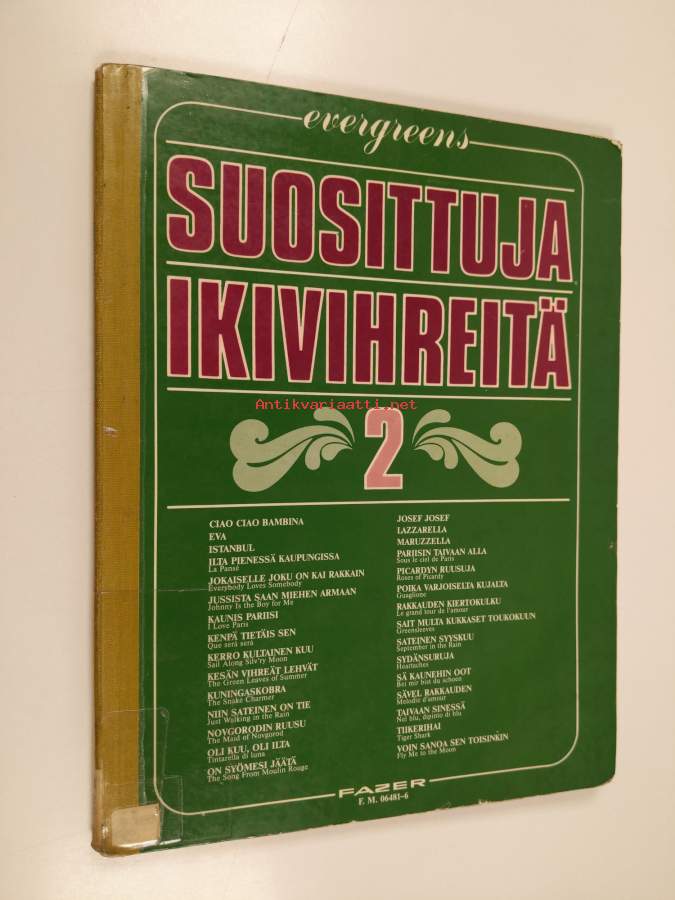 evergreens
SUOSITTUJA
IKIVIHREITÄ
Antikvariaatti.net
2
CIAO CIAO BAMBINA
EVA
ISTANBUL
ILTA PIENESSÄ KAUPUNGISSA
La Pansé
JOKAISELLE JOKU ON KAI RAKKAIN
Everybody Loves Somebody
JUSSISTA SAAN MIEHEN ARMAAN
Johnny Is the Boy for Me
KAUNIS PARIISI
I Love Paris
KENPÄ TIETÄIS SEN
Que será será
KERRO KULTAINEN KUU
Sail Along Silv'ry Moon
KESÄN VIHREÄT LEHVÄT
The Green Leaves of Summer
KUNINGASKOBRA
The Snake Charmer
NIIN SATEINEN ON TIE
Just Walking in the Rain
NOVGORODIN RUUSU
The Maid of Novgorod
OLI KUU, OLI ILTA
Tintarella di luna
ON SYÖMESI JÄÄTÄ
The Song From Moulin Rouge
JOSEF JOSEF
LAZZARELLA
MARUZZELLA
PARIISIN TAIVAAN ALLA
Sous le ciel de Paris
PICARDYN RUUSUJA
Roses of Picardy
POIKA VARJOISELTA KUJALTA
Guaglione
RAKKAUDEN KIERTOKULKU
Le grand tour de l'amour
SAIT MULTA KUKKASET TOUKOKUUN
Greensleeves
SATEINEN SYYSKUU
September in the Rain
SYDÄNSURUJA
Heartaches
SÄ KAUNEHIN OOT
Bei mir bist du schoen
SÄVEL RAKKAUDEN
Melodie d'amour
TAIVAAN SINESSÄ
Nel blu, dipinto di blu
TIIKERIHAI
Tiger Shark
VOIN SANOA SEN TOISINKIN
Fly Me to the Moon
FAZER
F. M. 06481-6